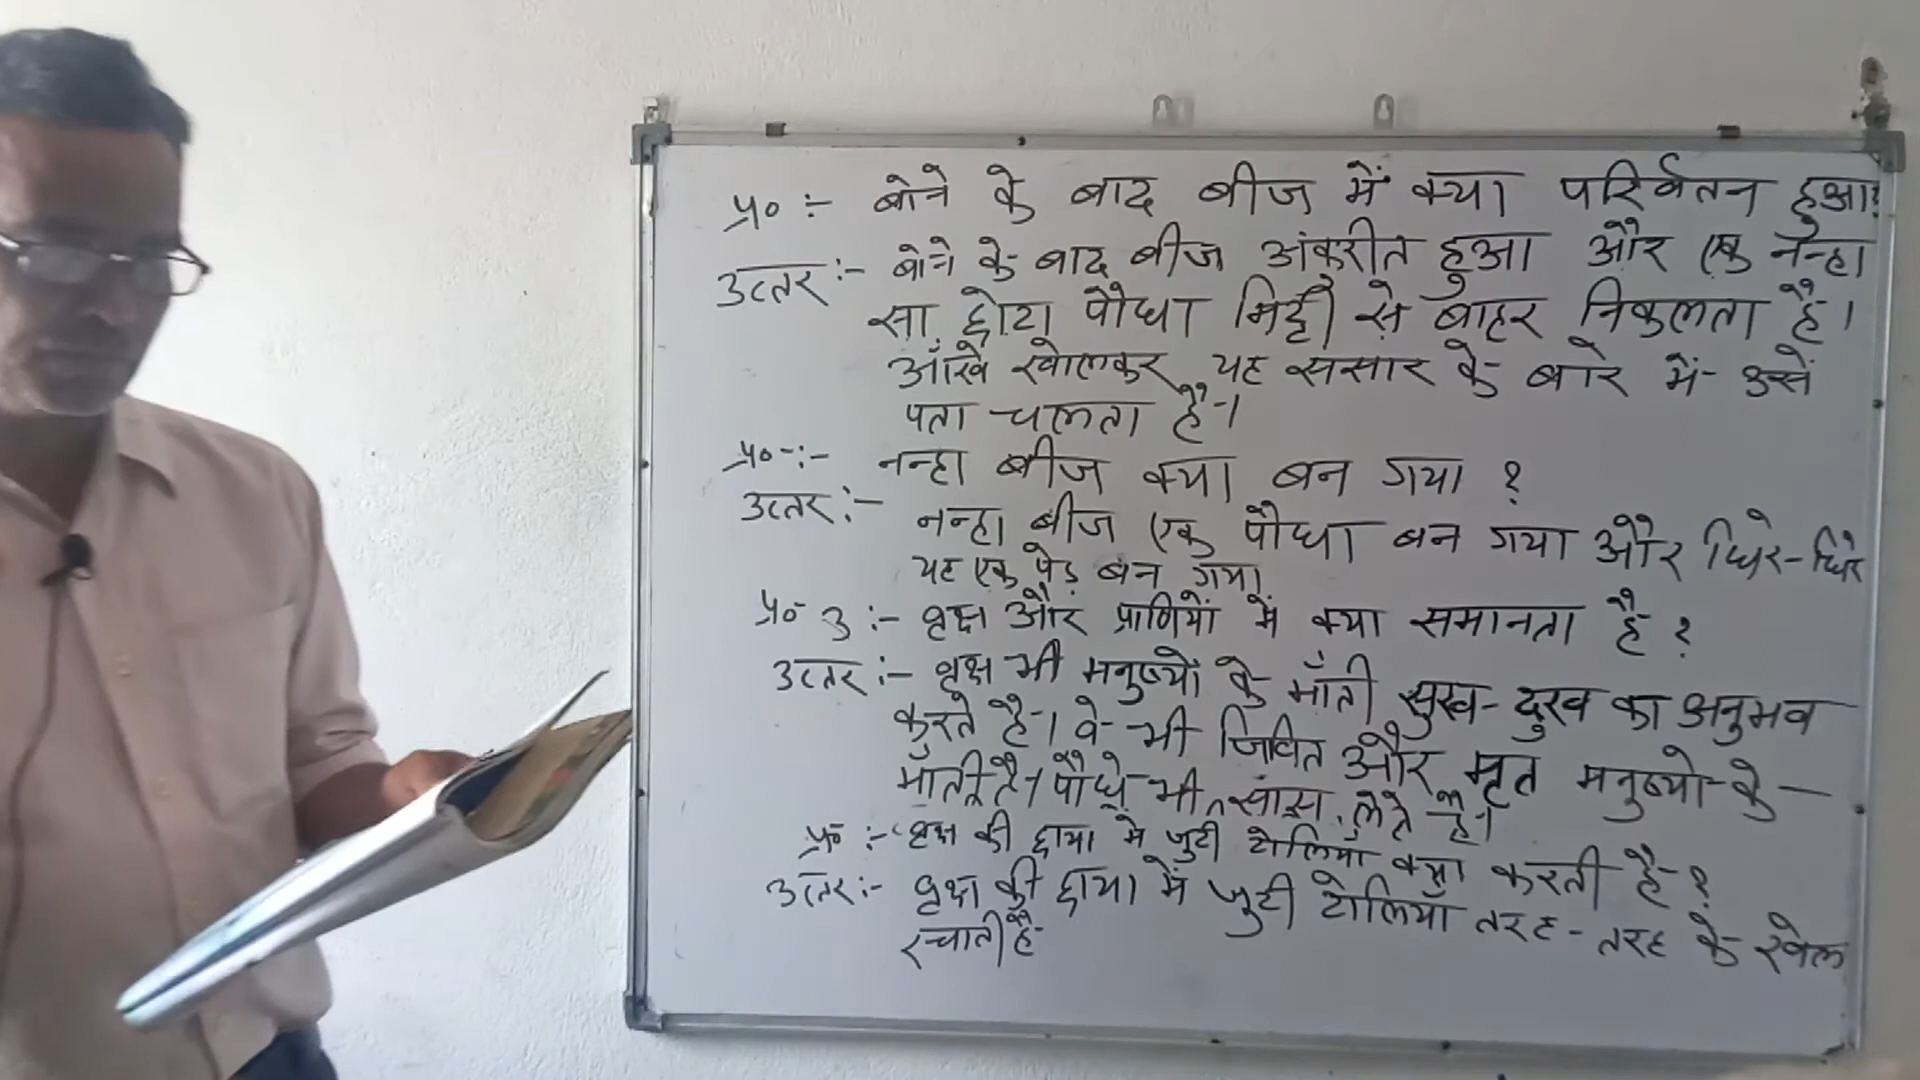 प्र० :- बोने के बाद बीज में क्या परिर्वतन हुआ?
उत्तर :- बोने के बाद बीज अंकरीत हुआ और एक नन्हा
सा छोटा पौधा मिट्टी से बाहर निकलता है।
आँखे खोलकर यह संसार के बारे में उसें
पता चलता है।
प्र० :- नन्हा बीज क्या बन गया ?
उत्तर :- नन्हा बीज एक पौधा बन गया और धिरे-धिरे
यह एक पेड़ बन गया
प्र० 3 :- वृक्ष और प्राणियों में क्या समानता है ?
उत्तर :- वृक्ष भी मनुष्यों के भाँती सुख-दुख का अनुभव
करते है। वे भी जिवित और मृत मनुष्यो के
भाँती है। पौधे भी सांस लेते है।
प्र० :- वृक्ष की छाया मे जुटी टोलियाँ क्या करती है ?
उत्तर :- वृक्ष की छाया में जुटी टोलियाँ तरह-तरह के खेल
रचाती है